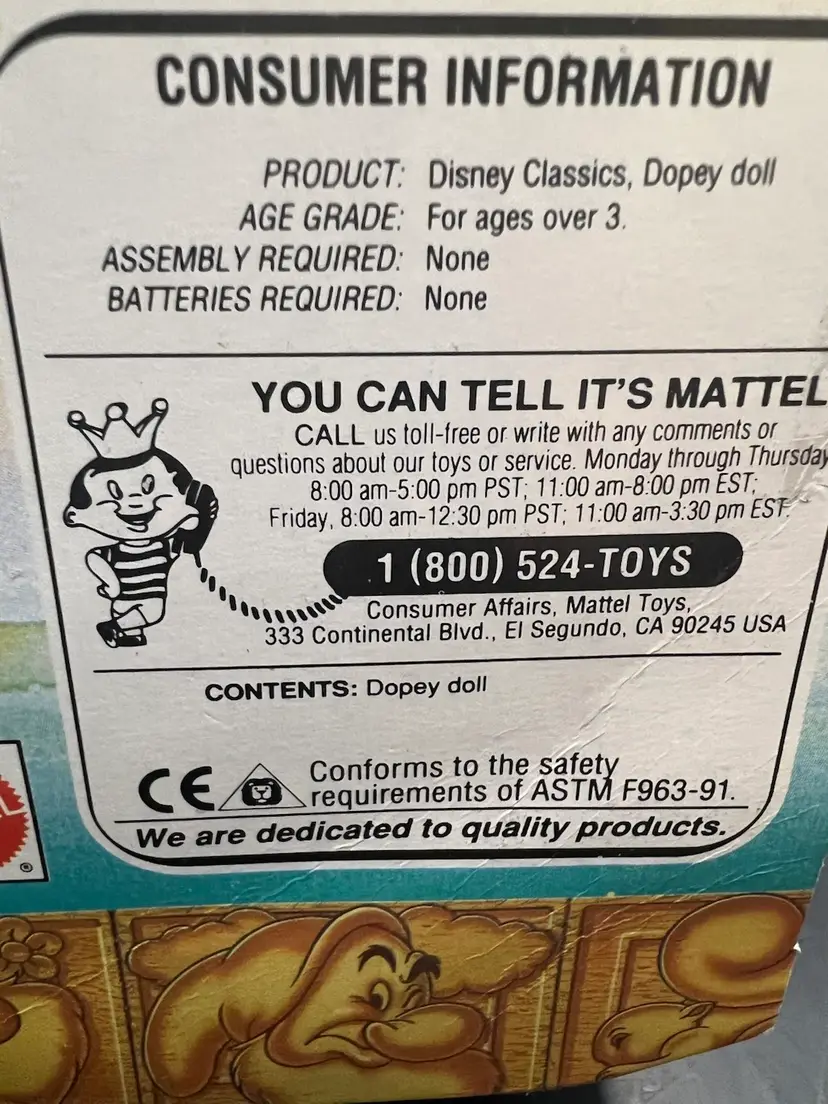 CONSUMER INFORMATION
PRODUCT: Disney Classics, Dopey doll
AGE GRADE: For ages over 3.
ASSEMBLY REQUIRED: None
BATTERIES REQUIRED: None
YOU CAN TELL IT'S MATTEL
CALL us toll-free or write with any comments or
questions about our toys or service. Monday through Thursday
8:00 am-5:00 pm PST; 11:00 am-8:00 pm EST;
Friday, 8:00 am-12:30 pm PST; 11:00 am-3:30 pm EST.
1 (800) 524-TOYS
Consumer Affairs, Mattel Toys,
333 Continental Blvd., El Segundo, CA 90245 USA
CONTENTS: Dopey doll
CE
Conforms to the safety
requirements of ASTM F963-91.
We are dedicated to quality products.
®